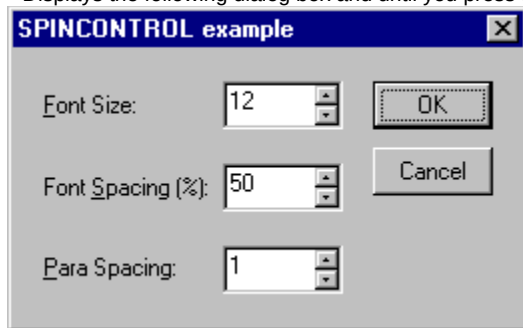 Displays the following dialog box and until you press
SPINCONTROL example
Font Size: 12 OK
Font Spacing (%): 50 Cancel
Para Spacing: 1